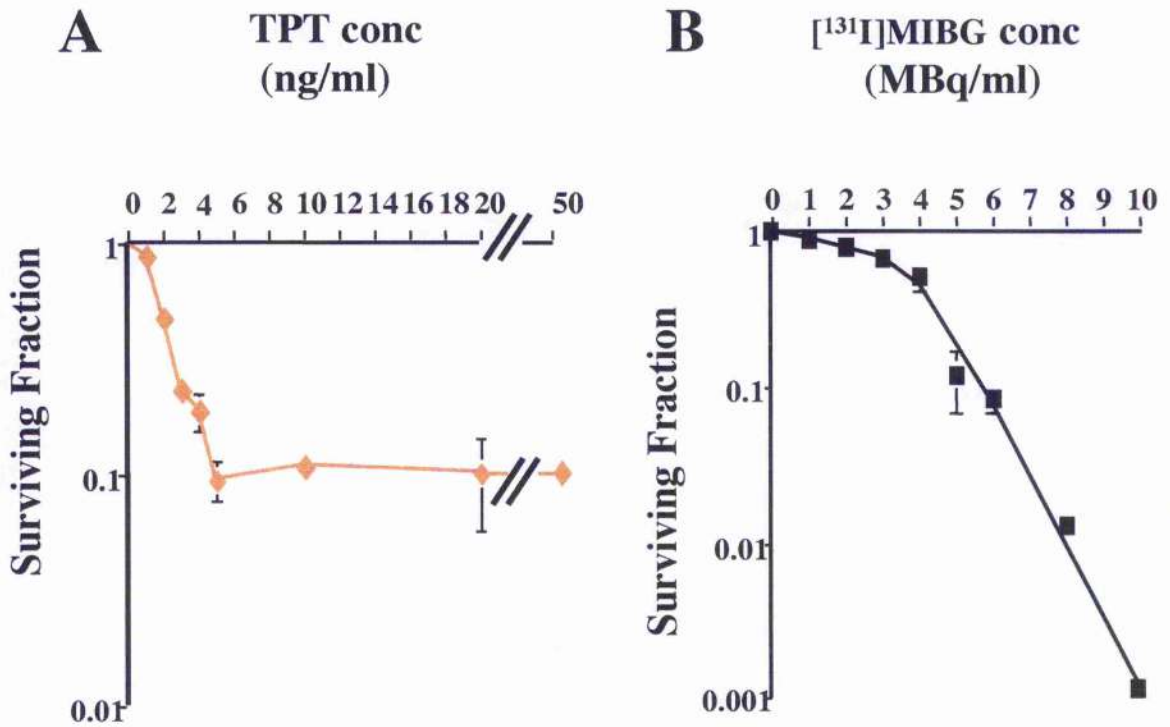 A
TPT conc
(ng/ml)
0 2 4 6 8 10 12 14 16 18 20 50
1
0.1
0.01
Surviving Fraction
B
[¹³¹I]MIBG conc
(MBq/ml)
0 1 2 3 4 5 6 7 8 9 10
1
0.1
0.01
0.001
Surviving Fraction